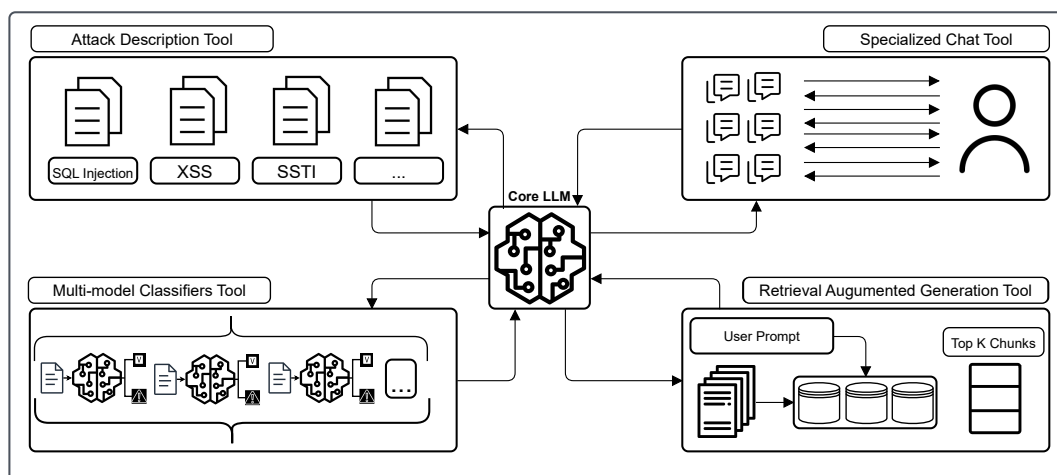 Attack Description Tool
Specialized Chat Tool
SQL Injection
XSS
SSTI
...
Core LLM
Multi-model Classifiers Tool
Retrieval Augumented Generation Tool
V
V
V
...
User Prompt
Top K Chunks